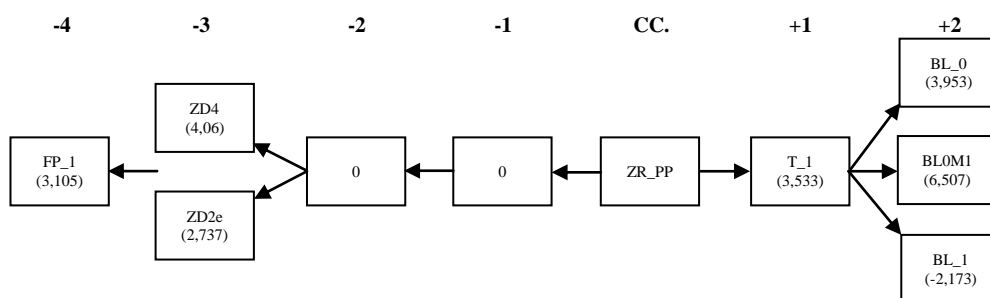 -4 -3 -2 -1 CC. +1 +2
BL_0
(3,953)
ZD4
(4,06)
FP_1
(3,105)
0
0
ZR_PP
T_1
(3,533)
BL0M1
(6,507)
ZD2e
(2,737)
BL_1
(-2,173)